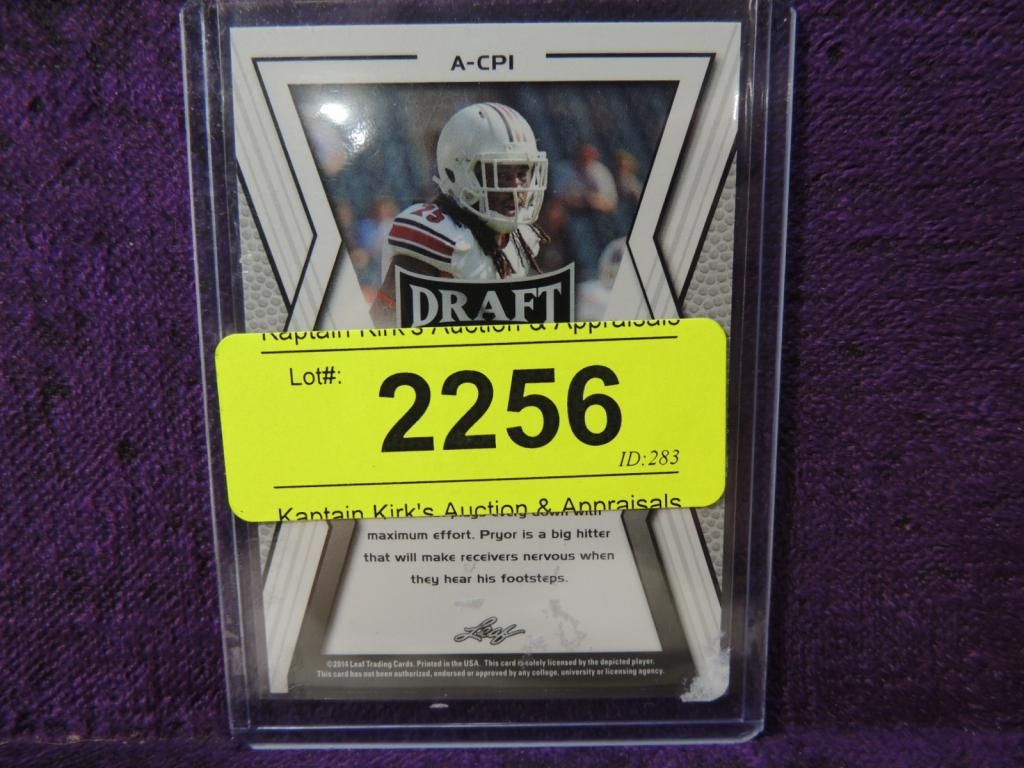 A-CPI
25
DRAFT
Kaptain Kirk's Auction & Appraisals
Lot#:
2256
ID:283
Kaptain Kirk's Auction & Appraisals
down with
maximum effort. Pryor is a big hitter
that will make receivers nervous when
they hear his footsteps.
Leaf
©2014 Leaf Trading Cards. Printed in the USA. This card is solely licensed by the depicted player.
This card has not been authorized, endorsed or approved by any college, university or licensing agency.